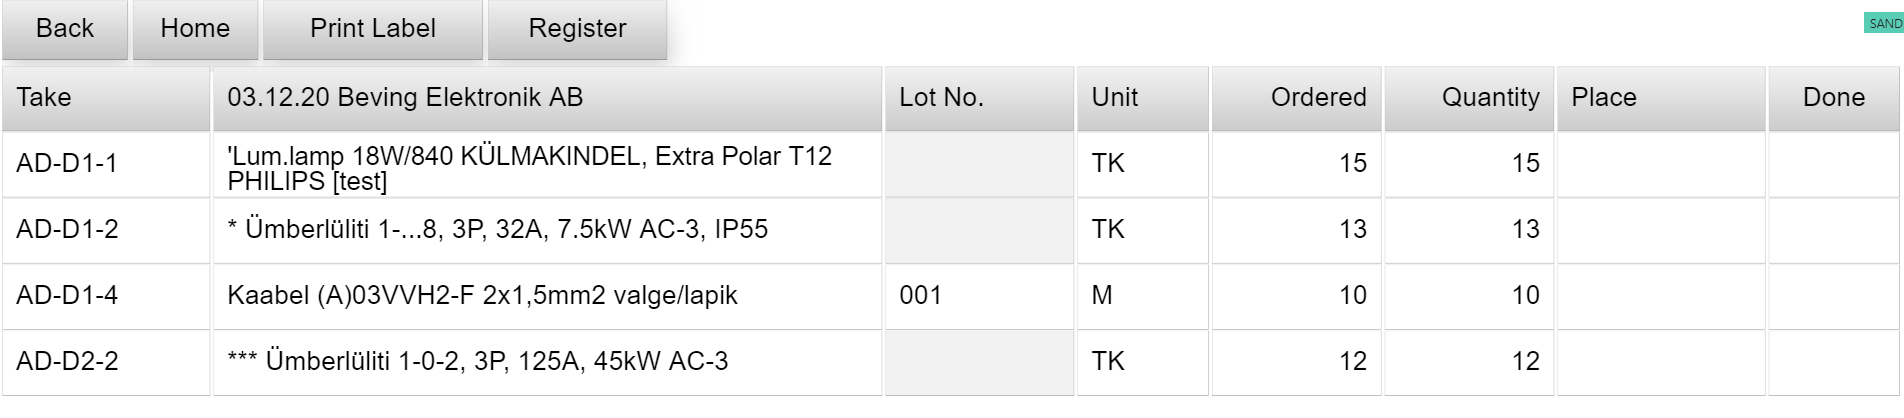 Back Home Print Label Register SAND
Take 03.12.20 Beving Elektronik AB Lot No. Unit Ordered Quantity Place Done
AD-D1-1 'Lum.lamp 18W/840 KÜLMAKINDEL, Extra Polar T12 TK 15 15
PHILIPS [test]
AD-D1-2 * Ümberlüliti 1-...8, 3P, 32A, 7.5kW AC-3, IP55 TK 13 13
AD-D1-4 Kaabel (A)03VVH2-F 2x1,5mm2 valge/lapik 001 M 10 10
AD-D2-2 *** Ümberlüliti 1-0-2, 3P, 125A, 45kW AC-3 TK 12 12